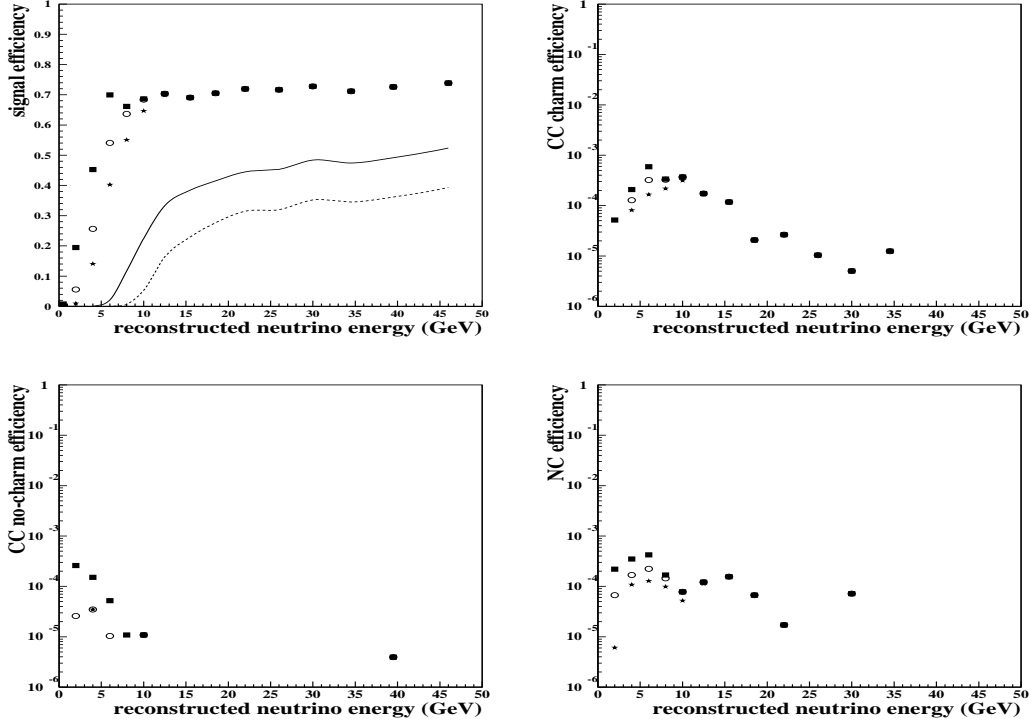 signal efficiency
1
0.9
0.8
0.7
0.6
0.5
0.4
0.3
0.2
0.1
0
0 5 10 15 20 25 30 35 40 45 50
reconstructed neutrino energy (GeV)
CC charm efficiency
1
10 -1
10 -2
10 -3
10 -4
10 -5
10 -6
0 5 10 15 20 25 30 35 40 45 50
reconstructed neutrino energy (GeV)
CC no-charm efficiency
1
10 -1
10 -2
10 -3
10 -4
10 -5
10 -6
0 5 10 15 20 25 30 35 40 45 50
reconstructed neutrino energy (GeV)
NC efficiency
1
10 -1
10 -2
10 -3
10 -4
10 -5
10 -6
0 5 10 15 20 25 30 35 40 45 50
reconstructed neutrino energy (GeV)